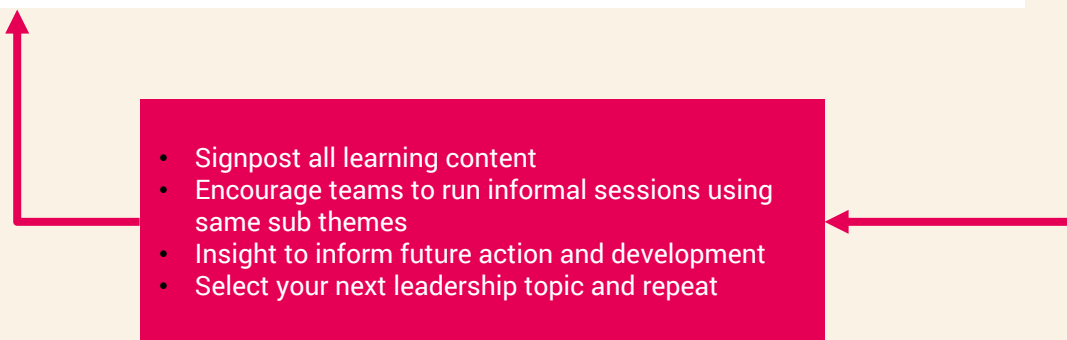 • Signpost all learning content
• Encourage teams to run informal sessions using
same sub themes
• Insight to inform future action and development
• Select your next leadership topic and repeat